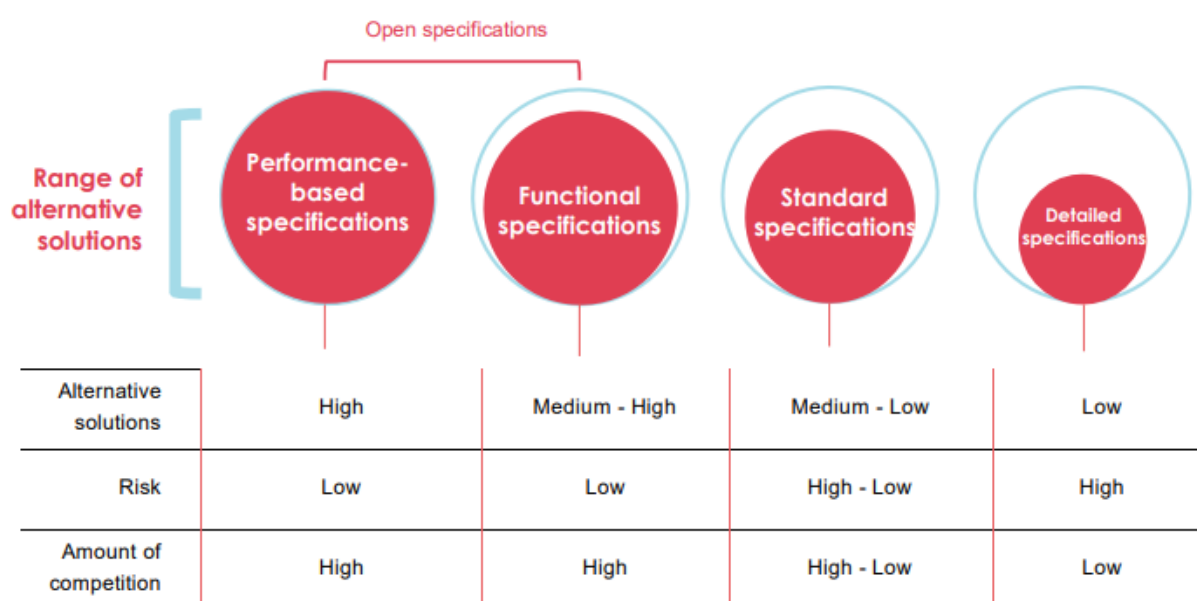 Open specifications
Range of
alternative
solutions
Performance-
based
specifications
Functional
specifications
Standard
specifications
Detailed
specifications
Alternative
solutions
High
Medium - High
Medium - Low
Low
Risk
Low
Low
High - Low
High
Amount of
competition
High
High
High - Low
Low